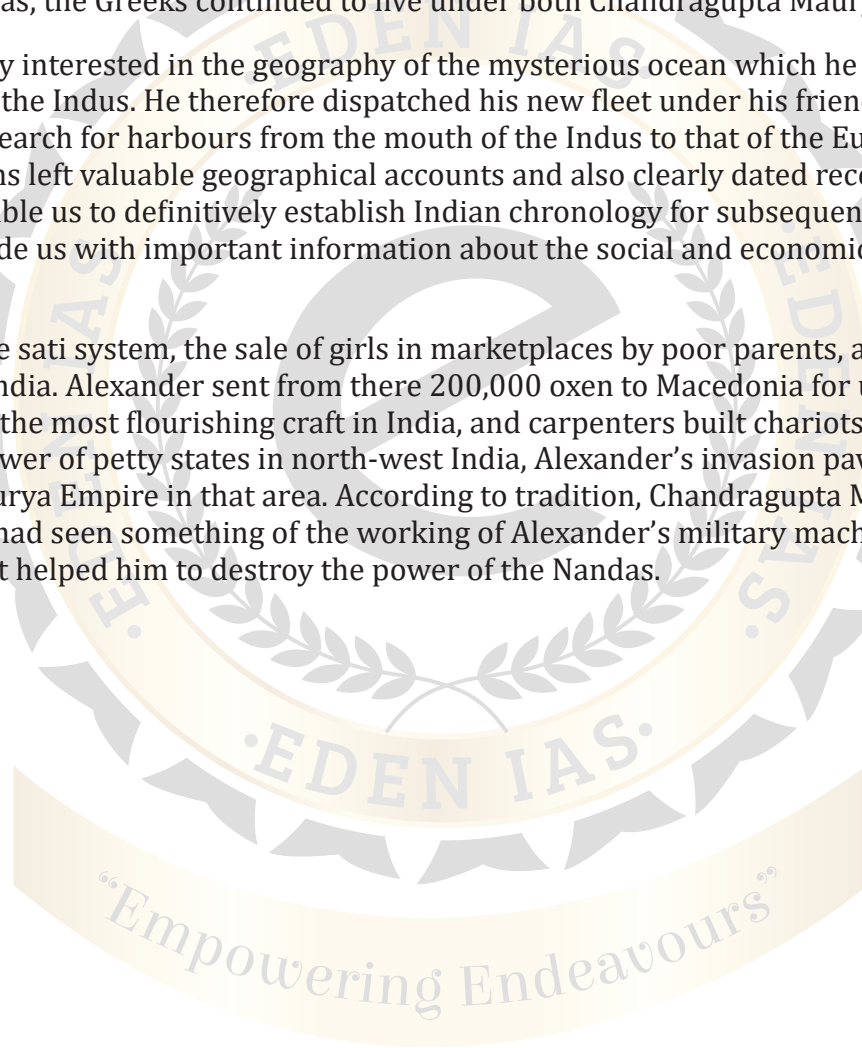 as, the Greeks continued to live under both Chandragupta Maury
y interested in the geography of the mysterious ocean which he
the Indus. He therefore dispatched his new fleet under his frien
earch for harbours from the mouth of the Indus to that of the Eu
ns left valuable geographical accounts and also clearly dated rec
ble us to definitively establish Indian chronology for subsequen
de us with important information about the social and economic
e sati system, the sale of girls in marketplaces by poor parents, a
ndia. Alexander sent from there 200,000 oxen to Macedonia for u
the most flourishing craft in India, and carpenters built chariots
wer of petty states in north-west India, Alexander’s invasion pav
urya Empire in that area. According to tradition, Chandragupta M
had seen something of the working of Alexander’s military mach
t helped him to destroy the power of the Nandas.
EDEN IAS
·EDEN IAS·
·EDEN IAS·
·EDEN IAS·
“Empowering Endeavours”